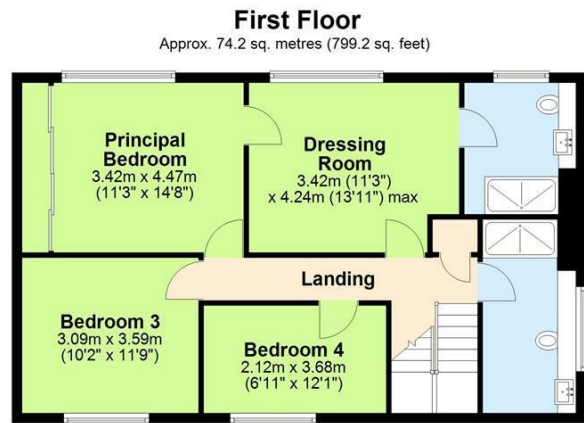 First Floor
Approx. 74.2 sq. metres (799.2 sq. feet)
Principal
Bedroom
3.42m x 4.47m
(11'3" x 14'8")
Dressing
Room
3.42m (11'3")
x 4.24m (13'11") max
Landing
Bedroom 3
3.09m x 3.59m
(10'2" x 11'9")
Bedroom 4
2.12m x 3.68m
(6'11" x 12'1")